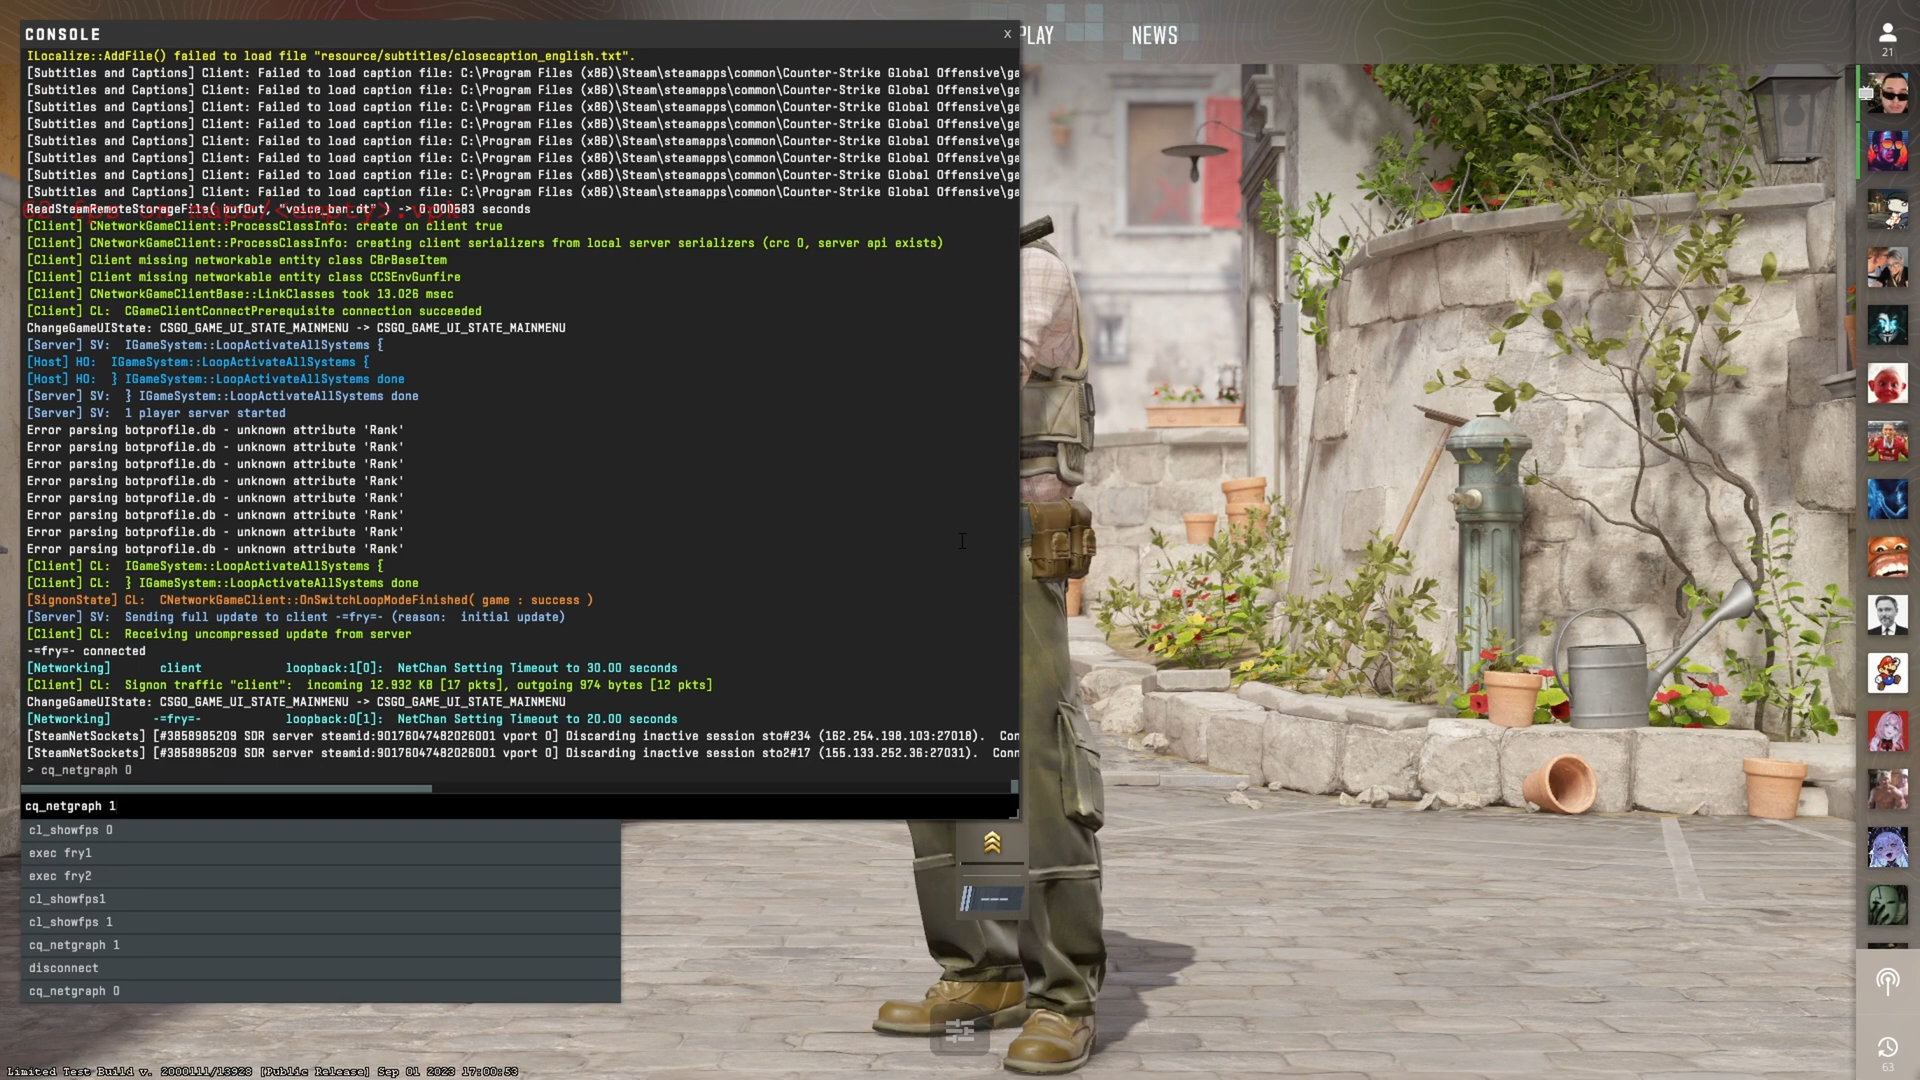 CONSOLE
X
PLAY
NEWS
21
ILocalize::AddFile() failed to load file "resource/subtitles/closecaption_english.txt".
[Subtitles and Captions] Client: Failed to load caption file: C:\Program Files (x86)\Steam\steamapps\common\Counter-Strike Global Offensive\ga
[Subtitles and Captions] Client: Failed to load caption file: C:\Program Files (x86)\Steam\steamapps\common\Counter-Strike Global Offensive\ga
[Subtitles and Captions] Client: Failed to load caption file: C:\Program Files (x86)\Steam\steamapps\common\Counter-Strike Global Offensive\ga
[Subtitles and Captions] Client: Failed to load caption file: C:\Program Files (x86)\Steam\steamapps\common\Counter-Strike Global Offensive\ga
[Subtitles and Captions] Client: Failed to load caption file: C:\Program Files (x86)\Steam\steamapps\common\Counter-Strike Global Offensive\ga
[Subtitles and Captions] Client: Failed to load caption file: C:\Program Files (x86)\Steam\steamapps\common\Counter-Strike Global Offensive\ga
[Subtitles and Captions] Client: Failed to load caption file: C:\Program Files (x86)\Steam\steamapps\common\Counter-Strike Global Offensive\ga
[Subtitles and Captions] Client: Failed to load caption file: C:\Program Files (x86)\Steam\steamapps\common\Counter-Strike Global Offensive\ga
ReadSteamRemoteStorageFile( bufOut, "voice_ban.dt" ) -> 0.000583 seconds
fps on maps/<empty>.vpk
[Client] CNetworkGameClient::ProcessClassInfo: create on client true
[Client] CNetworkGameClient::ProcessClassInfo: creating client serializers from local server serializers (crc 0, server api exists)
[Client] Client missing networkable entity class CBrBaseItem
[Client] Client missing networkable entity class CCSEnvGunfire
[Client] CNetworkGameClientBase::LinkClasses took 13.026 msec
[Client] CL:  CGameClientConnectPrerequisite connection succeeded
ChangeGameUIState: CSGO_GAME_UI_STATE_MAINMENU -> CSGO_GAME_UI_STATE_MAINMENU
[Server] SV:  IGameSystem::LoopActivateAllSystems {
[Host] HO:  IGameSystem::LoopActivateAllSystems {
[Host] HO:  } IGameSystem::LoopActivateAllSystems done
[Server] SV:  } IGameSystem::LoopActivateAllSystems done
[Server] SV:  1 player server started
Error parsing botprofile.db - unknown attribute 'Rank'
Error parsing botprofile.db - unknown attribute 'Rank'
Error parsing botprofile.db - unknown attribute 'Rank'
Error parsing botprofile.db - unknown attribute 'Rank'
Error parsing botprofile.db - unknown attribute 'Rank'
Error parsing botprofile.db - unknown attribute 'Rank'
Error parsing botprofile.db - unknown attribute 'Rank'
Error parsing botprofile.db - unknown attribute 'Rank'
[Client] CL:  IGameSystem::LoopActivateAllSystems {
[Client] CL:  } IGameSystem::LoopActivateAllSystems done
[SignonState] CL:  CNetworkGameClient::OnSwitchLoopModeFinished( game : success )
[Server] SV:  Sending full update to client -=fry=- (reason:  initial update)
[Client] CL:  Receiving uncompressed update from server
-=fry=- connected
[Networking]       client            loopback:1[0]:  NetChan Setting Timeout to 30.00 seconds
[Client] CL:  Signon traffic "client":  incoming 12.932 KB [17 pkts], outgoing 974 bytes [12 pkts]
ChangeGameUIState: CSGO_GAME_UI_STATE_MAINMENU -> CSGO_GAME_UI_STATE_MAINMENU
[Networking]       -=fry=-            loopback:0[1]:  NetChan Setting Timeout to 20.00 seconds
[SteamNetSockets] [#3858985209 SDR server steamid:90176047482026001 vport 0] Discarding inactive session sto#234 (162.254.198.103:27018).  Con
[SteamNetSockets] [#3858985209 SDR server steamid:90176047482026001 vport 0] Discarding inactive session sto2#17 (155.133.252.36:27031).  Conn
> cq_netgraph 0
cq_netgraph 1
cl_showfps 0
exec fry1
exec fry2
cl_showfps1
cl_showfps 1
cq_netgraph 1
disconnect
cq_netgraph 0
---
63
Limited Test Build v. 2000111/13928 [Public Release] Sep 01 2023 17:00:53